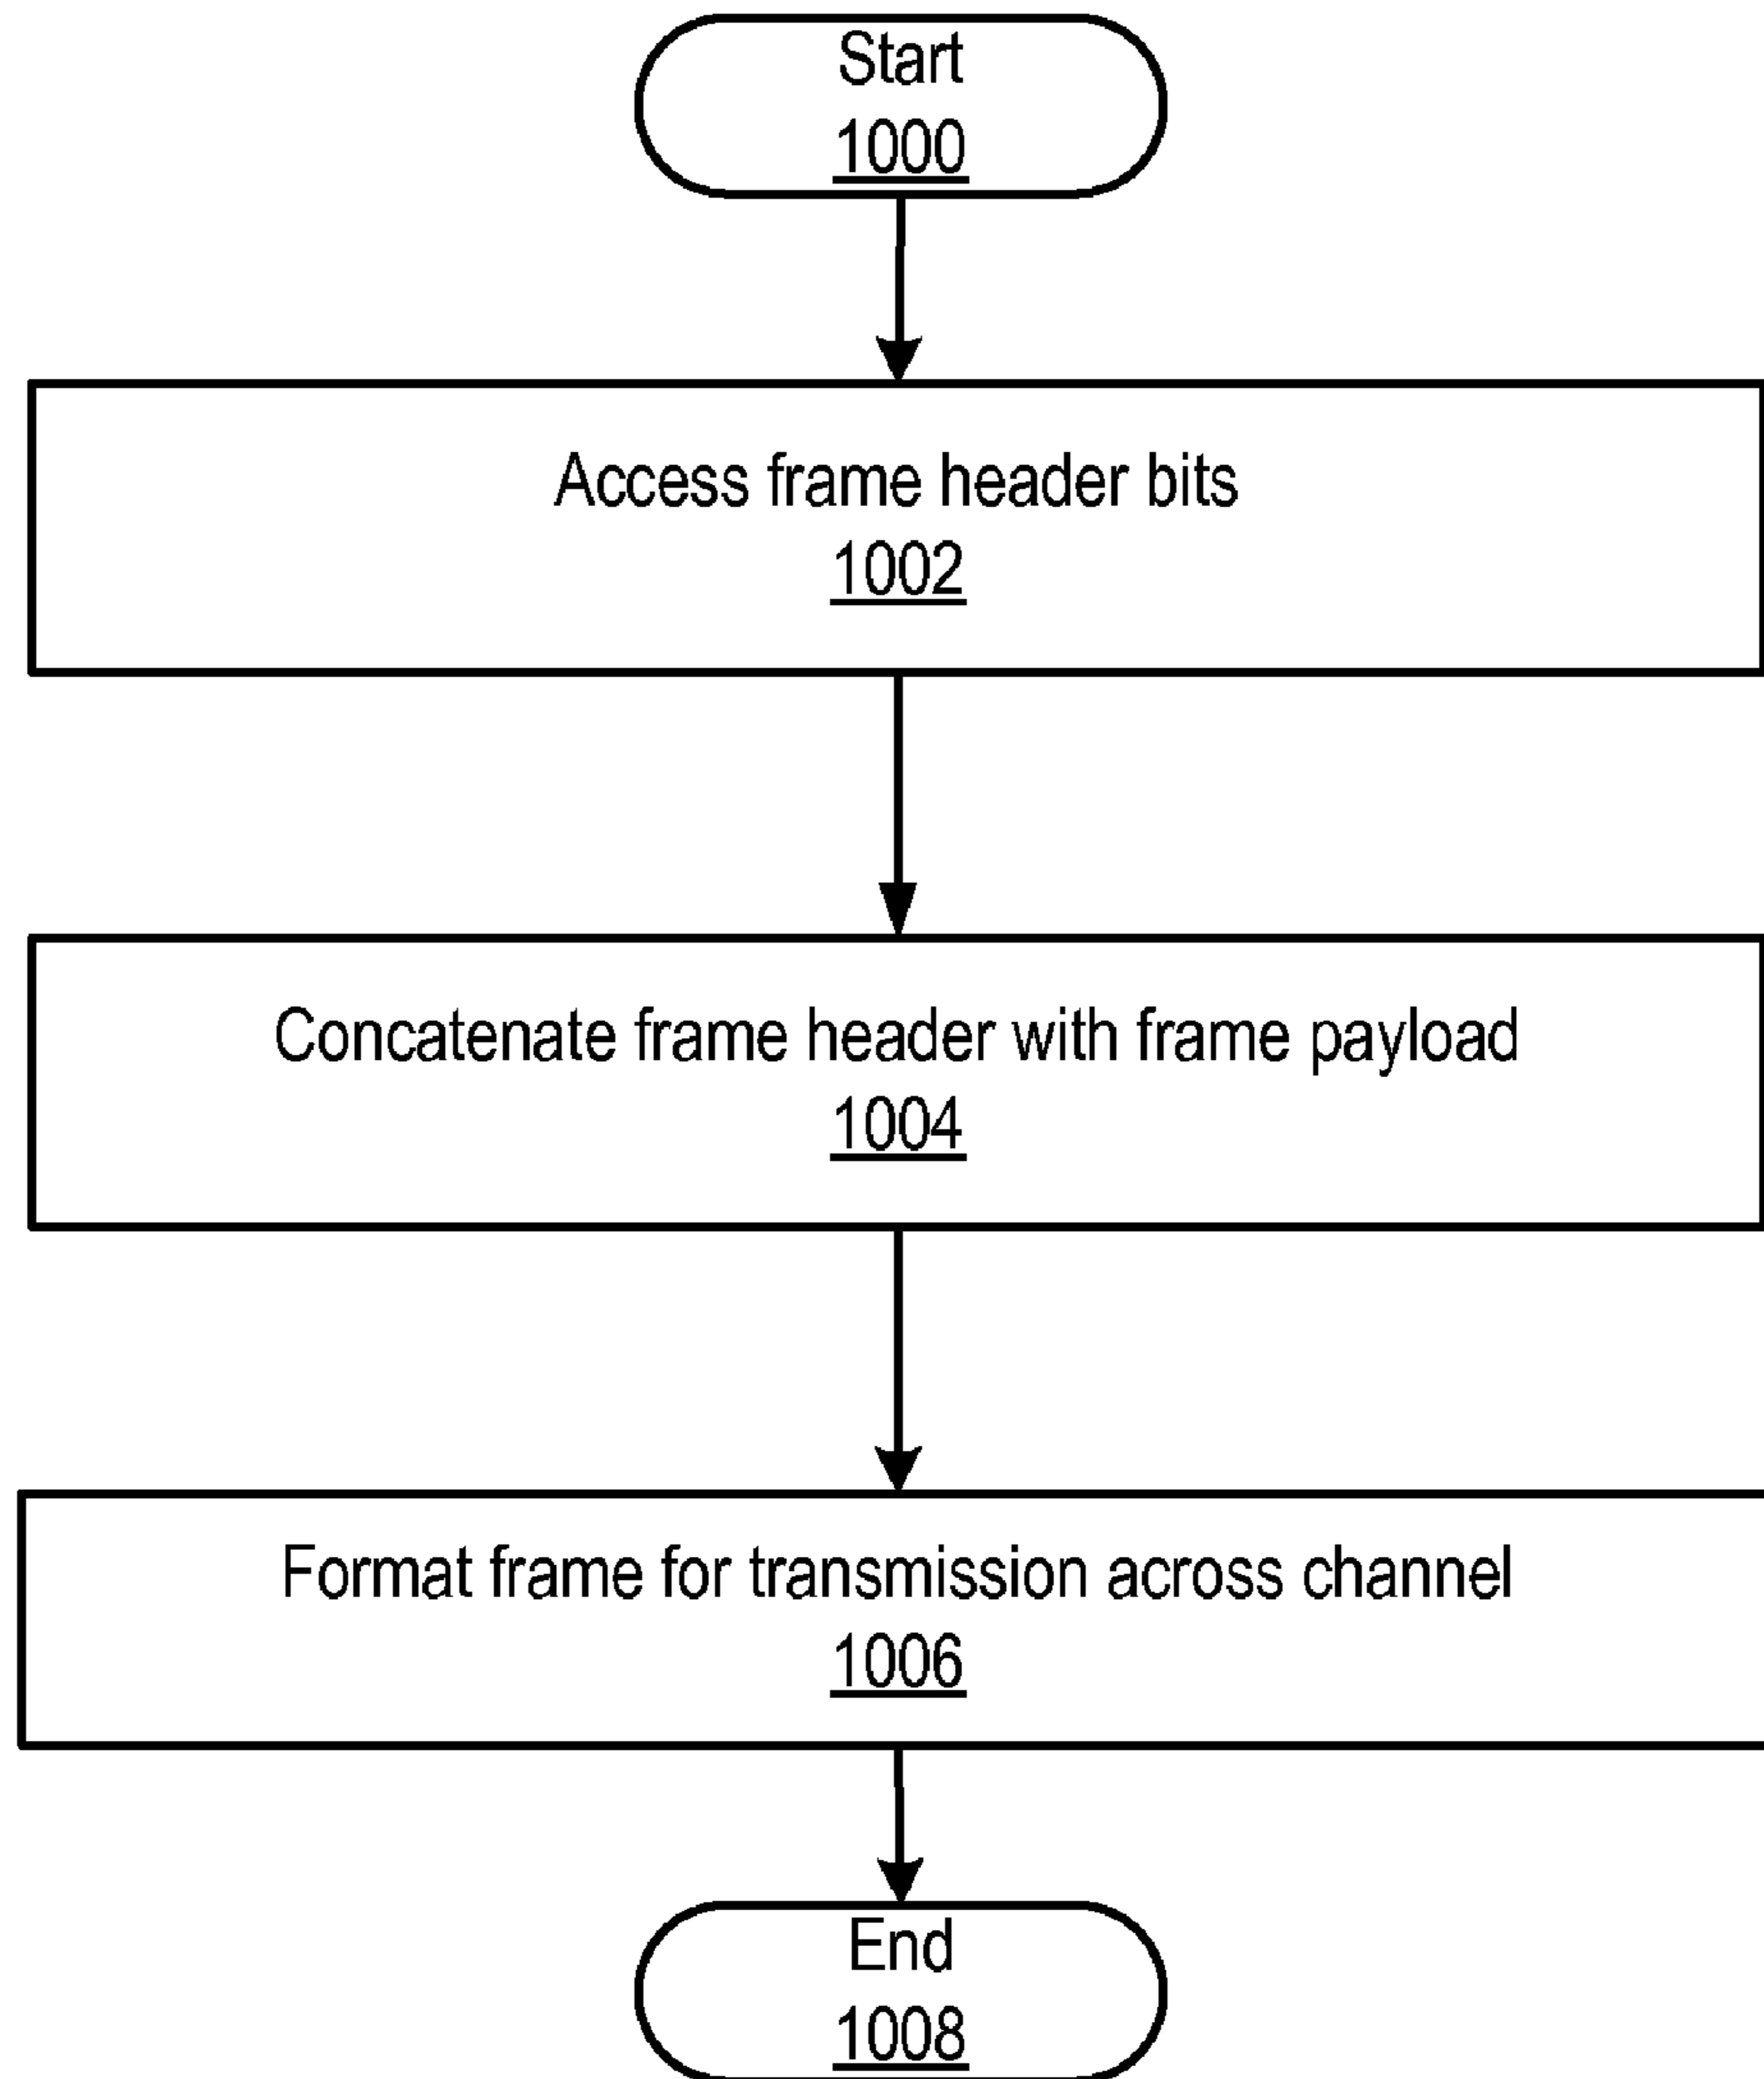 Start
1000
Access frame header bits
1002
Concatenate frame header with frame payload
1004
Format frame for transmission across channel
1006
End
1008